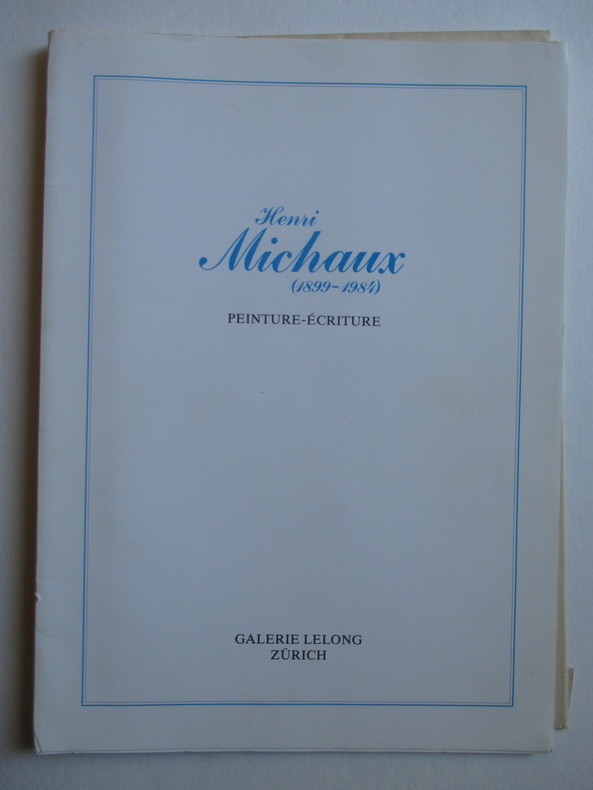 Henri
Michaux
(1899-1984)
PEINTURE-ÉCRITURE
GALERIE LELONG
ZÜRICH